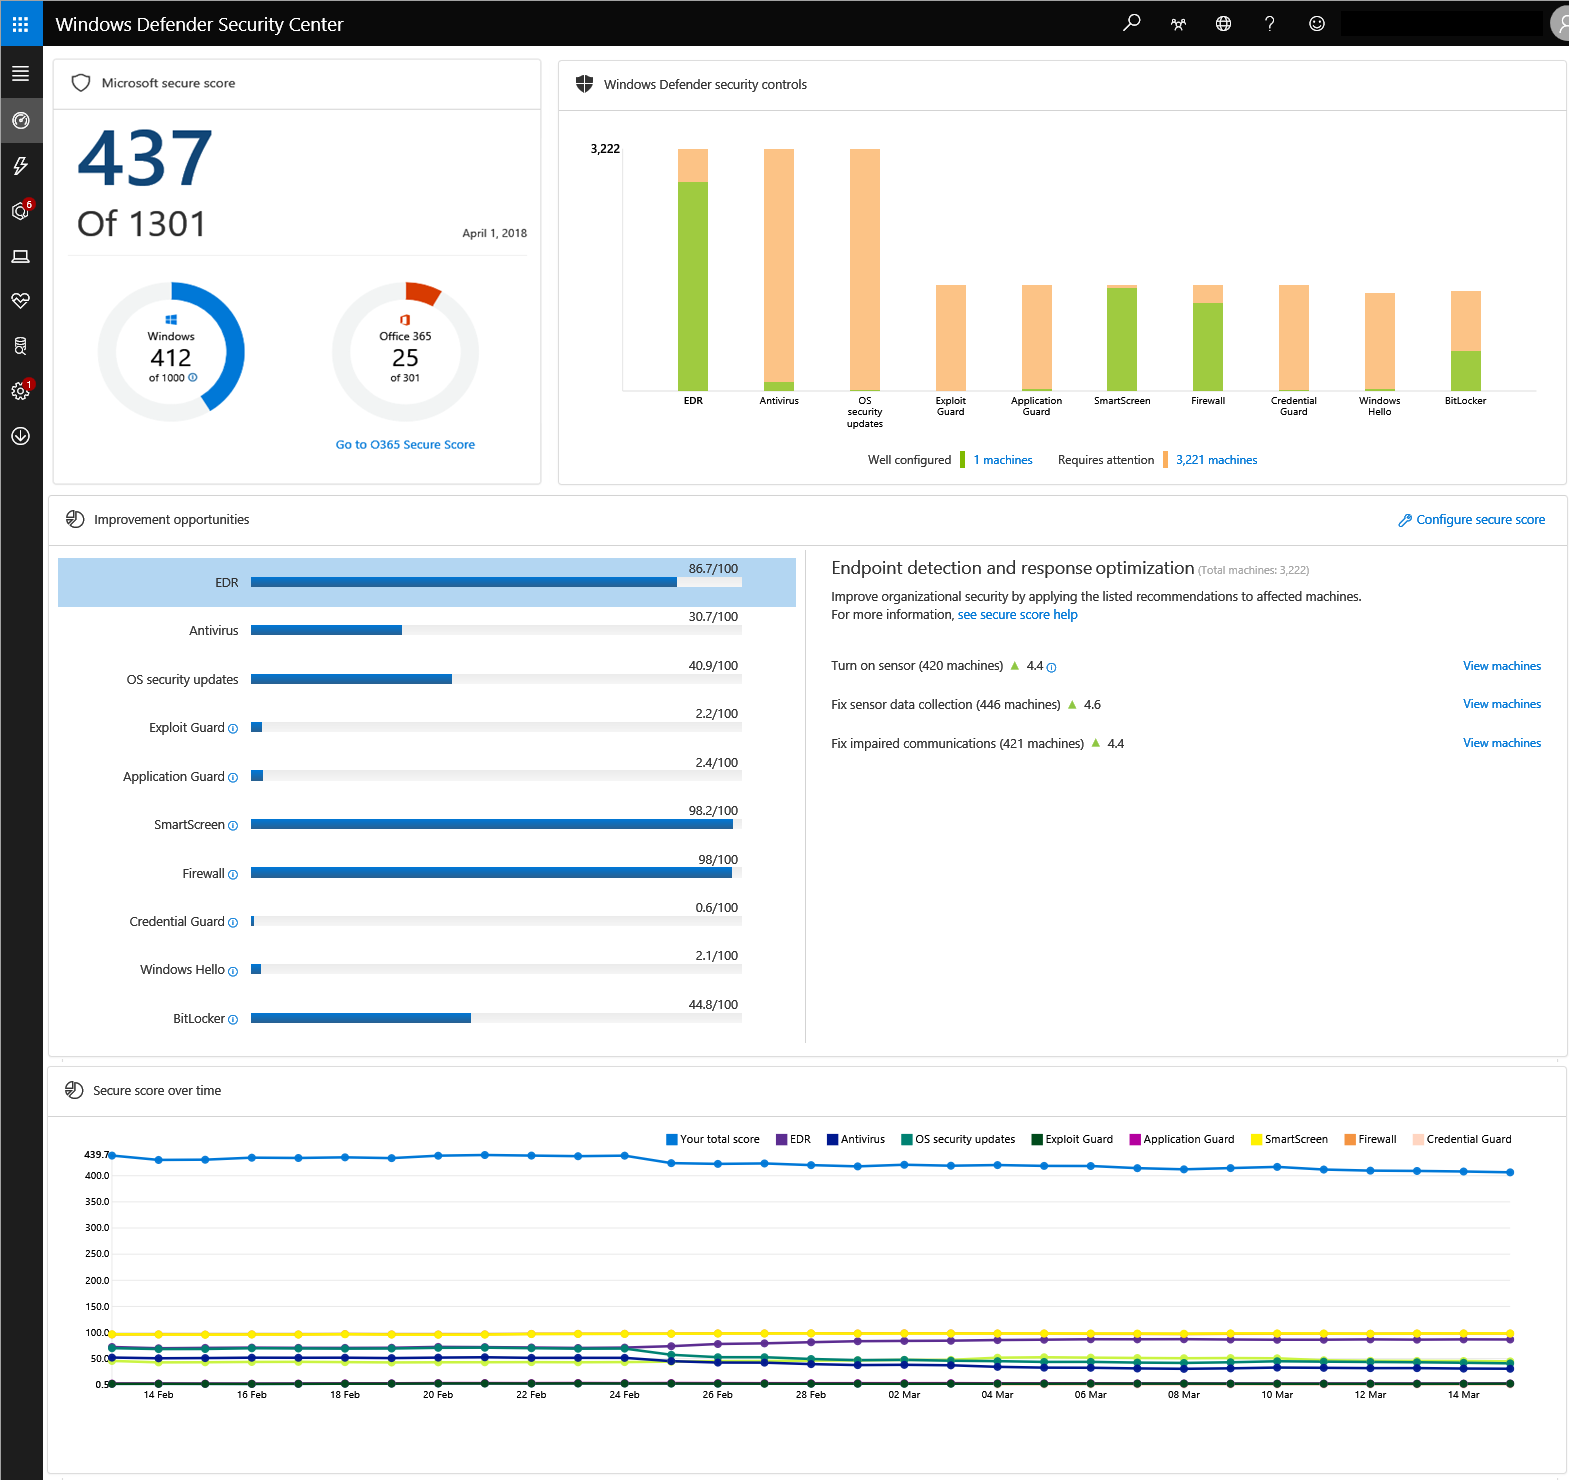 Windows Defender Security Center
6
1
Microsoft secure score
437
Of 1301
April 1, 2018
Windows
412
of 1000
Office 365
25
of 301
Go to O365 Secure Score
Windows Defender security controls
3,222
EDR
Antivirus
OS
security
updates
Exploit
Guard
Application
Guard
SmartScreen
Firewall
Credential
Guard
Windows
Hello
BitLocker
Well configured 1 machines Requires attention 3,221 machines
Improvement opportunities
Configure secure score
EDR 86.7/100
Antivirus 30.7/100
OS security updates 40.9/100
Exploit Guard 2.2/100
Application Guard 2.4/100
SmartScreen 98.2/100
Firewall 98/100
Credential Guard 0.6/100
Windows Hello 2.1/100
BitLocker 44.8/100
Endpoint detection and response optimization (Total machines: 3,222)
Improve organizational security by applying the listed recommendations to affected machines.
For more information, see secure score help
Turn on sensor (420 machines) 4.4 View machines
Fix sensor data collection (446 machines) 4.6 View machines
Fix impaired communications (421 machines) 4.4 View machines
Secure score over time
Your total score EDR Antivirus OS security updates Exploit Guard Application Guard SmartScreen Firewall Credential Guard
439.7
400.0
350.0
300.0
250.0
200.0
150.0
100.0
50.0
0.5
14 Feb 16 Feb 18 Feb 20 Feb 22 Feb 24 Feb 26 Feb 28 Feb 02 Mar 04 Mar 06 Mar 08 Mar 10 Mar 12 Mar 14 Mar